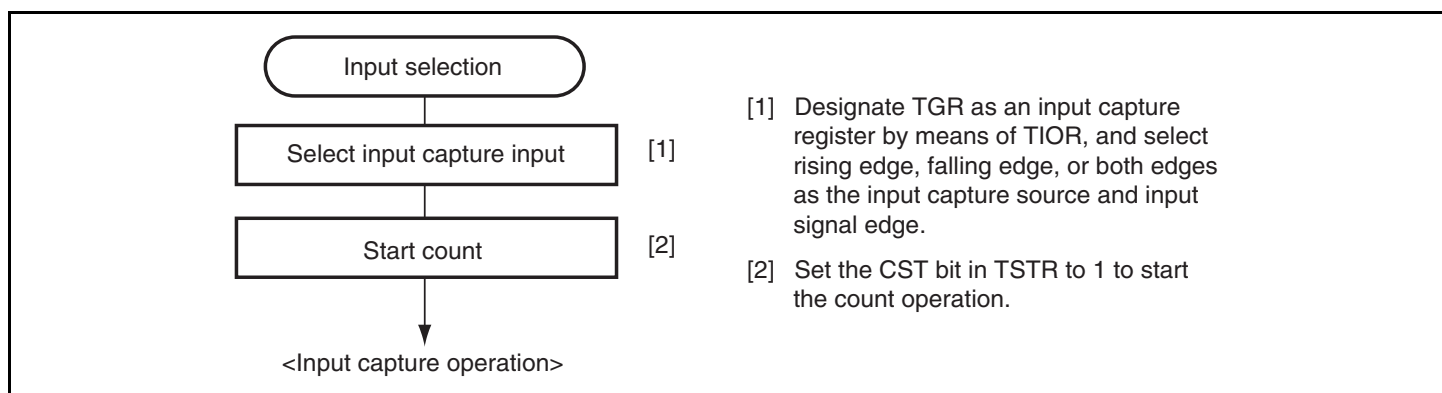 Input selection
Select input capture input [1]
Start count [2]
<Input capture operation>
[1] Designate TGR as an input capture
register by means of TIOR, and select
rising edge, falling edge, or both edges
as the input capture source and input
signal edge.
[2] Set the CST bit in TSTR to 1 to start
the count operation.